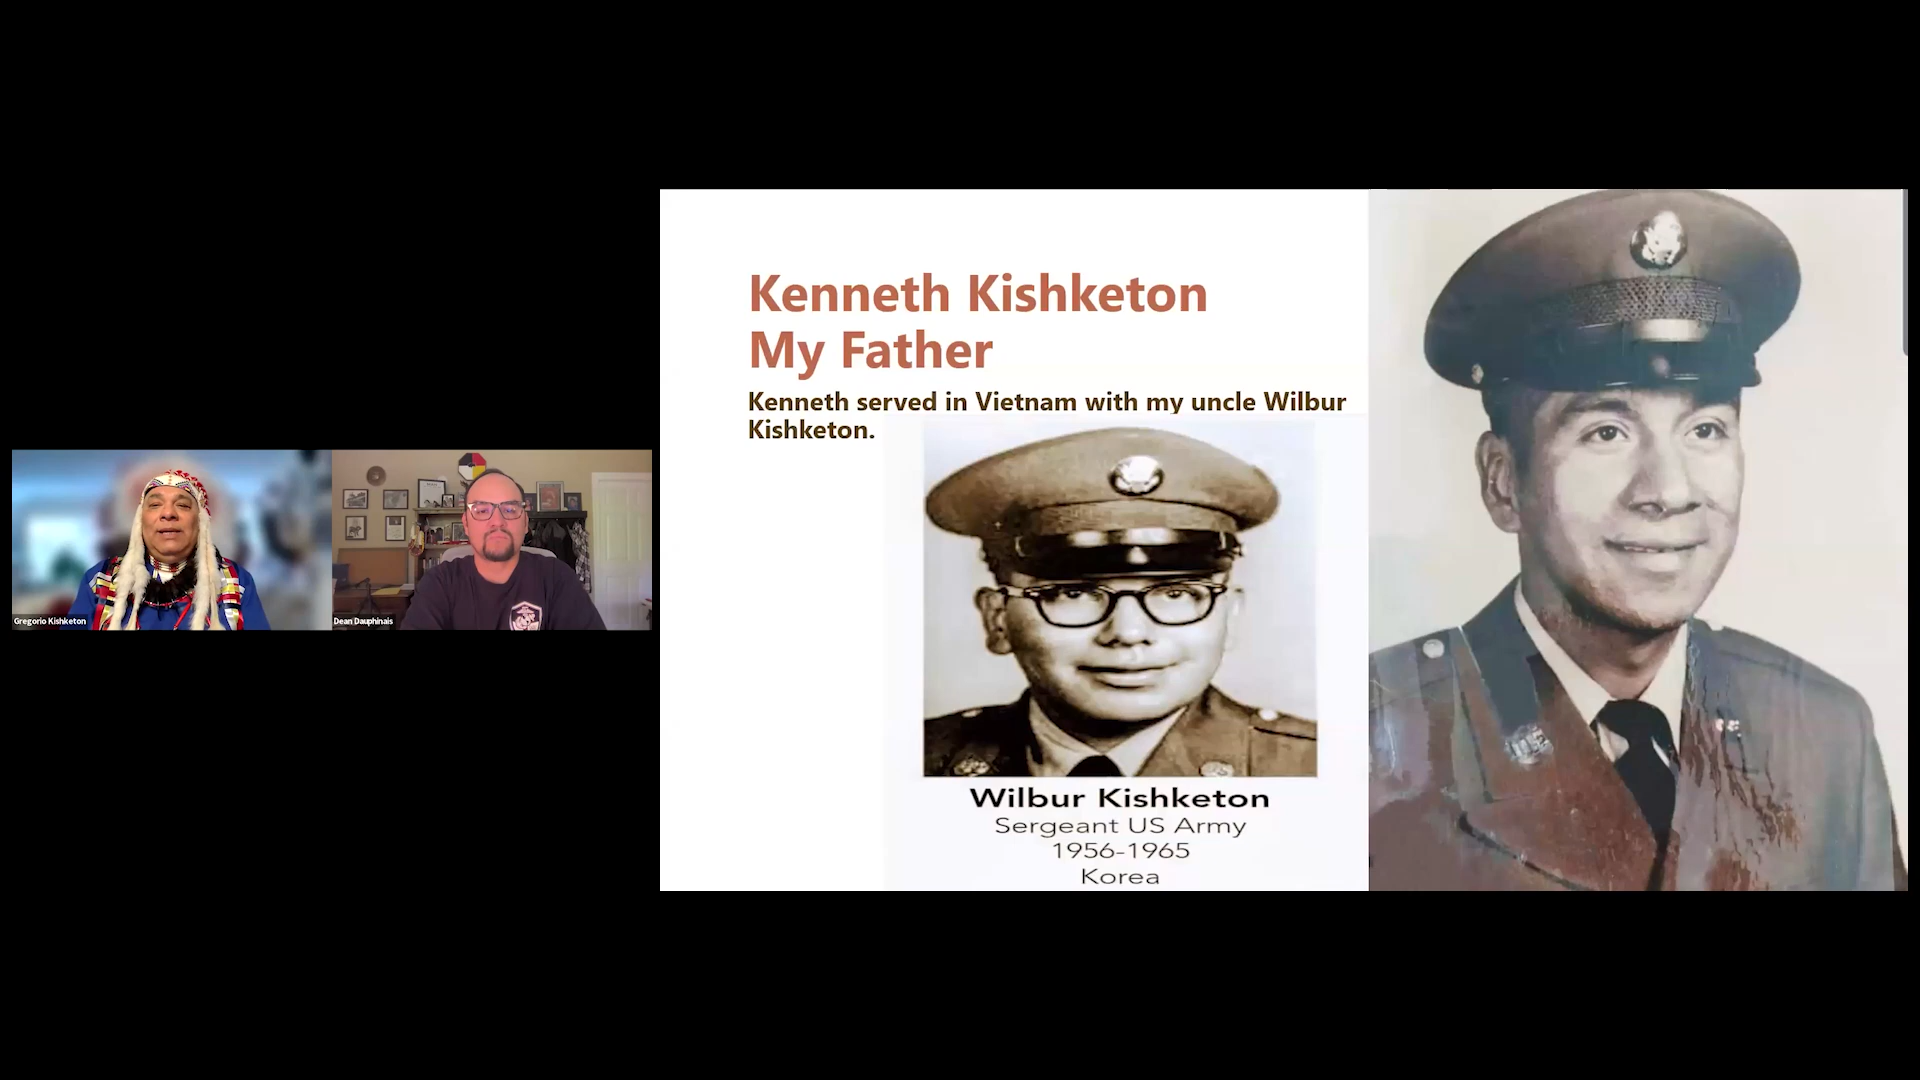 Kenneth Kishketon
My Father
Kenneth served in Vietnam with my uncle Wilbur
Kishketon.
Wilbur Kishketon
Sergeant US Army
1956-1965
Korea
Gregorio Kishketon
Dean Dauphinais